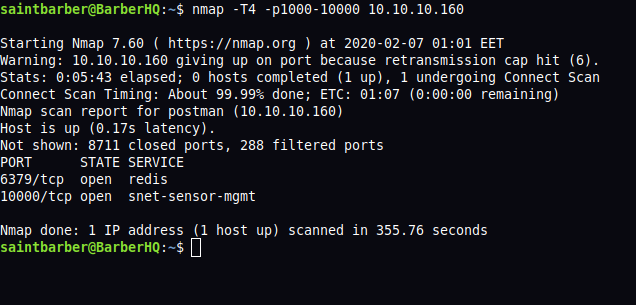 saintbarber@BarberHQ:~$ nmap -T4 -p1000-10000 10.10.10.160
Starting Nmap 7.60 ( https://nmap.org ) at 2020-02-07 01:01 EET
Warning: 10.10.10.160 giving up on port because retransmission cap hit (6).
Stats: 0:05:43 elapsed; 0 hosts completed (1 up), 1 undergoing Connect Scan
Connect Scan Timing: About 99.99% done; ETC: 01:07 (0:00:00 remaining)
Nmap scan report for postman (10.10.10.160)
Host is up (0.17s latency).
Not shown: 8711 closed ports, 288 filtered ports
PORT      STATE SERVICE
6379/tcp  open  redis
10000/tcp open  snet-sensor-mgmt
Nmap done: 1 IP address (1 host up) scanned in 355.76 seconds
saintbarber@BarberHQ:~$